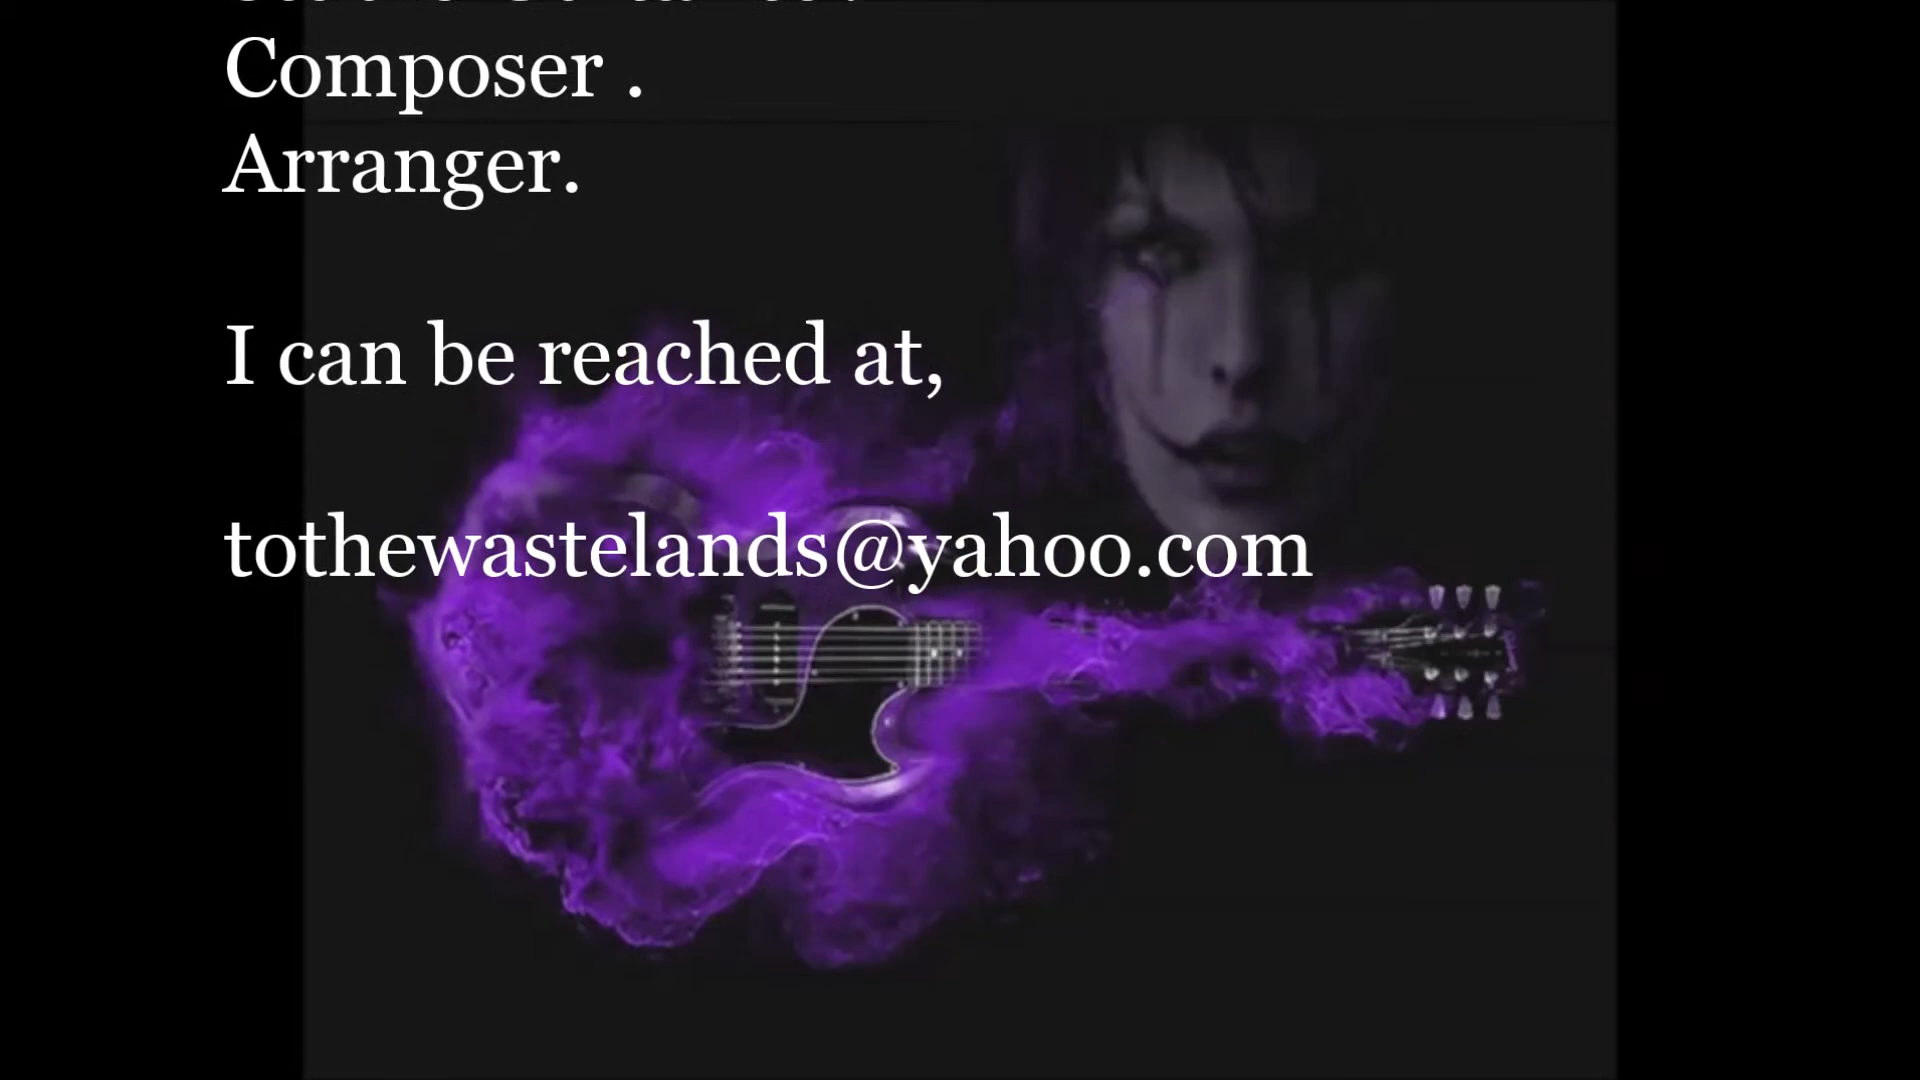 Composer .
Arranger.
I can be reached at,
tothewastelands@yahoo.com